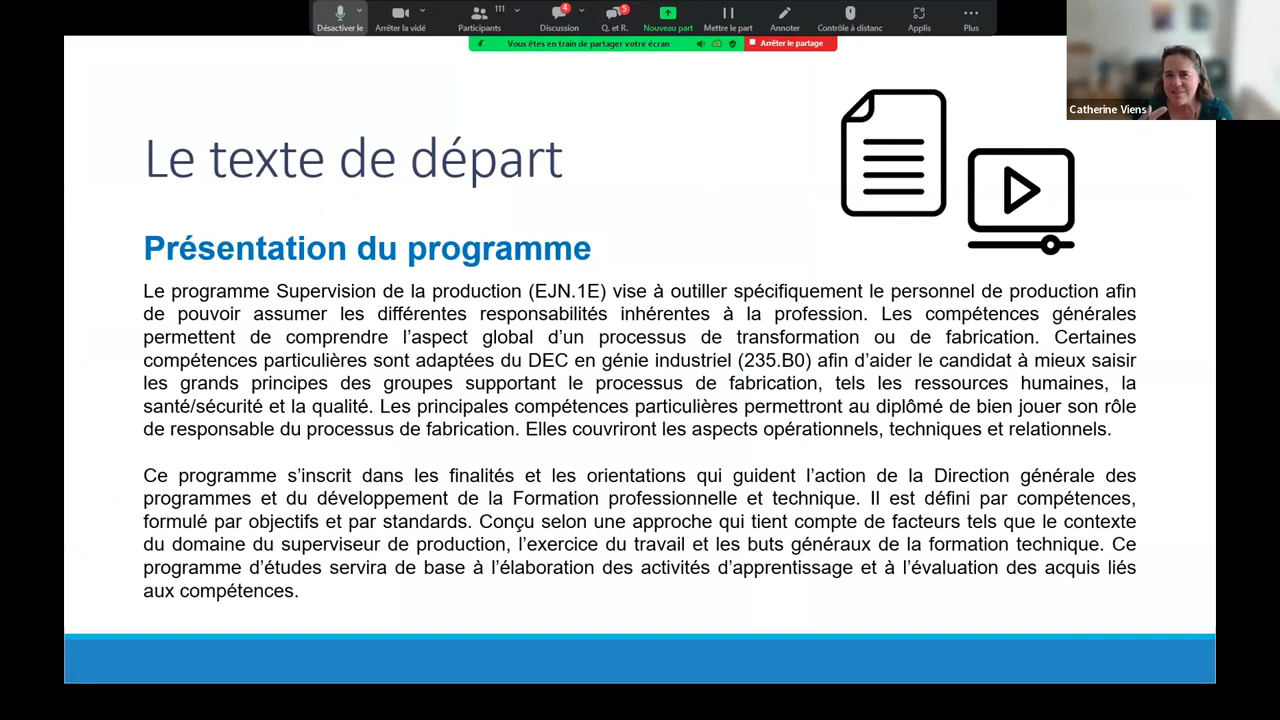 111
4
5
Désactiver le
Arrêter la vidé
Participants
Discussion
Q. et R.
Nouveau part
Mettre le part
Annoter
Contrôle à distanc
Applis
Plus
Vous êtes en train de partager votre écran
Arrêter le partage
Catherine Viens
Le texte de départ
Présentation du programme
Le programme Supervision de la production (EJN.1E) vise à outiller spécifiquement le personnel de production afin
de pouvoir assumer les différentes responsabilités inhérentes à la profession. Les compétences générales
permettent de comprendre l’aspect global d’un processus de transformation ou de fabrication. Certaines
compétences particulières sont adaptées du DEC en génie industriel (235.B0) afin d’aider le candidat à mieux saisir
les grands principes des groupes supportant le processus de fabrication, tels les ressources humaines, la
santé/sécurité et la qualité. Les principales compétences particulières permettront au diplômé de bien jouer son rôle
de responsable du processus de fabrication. Elles couvriront les aspects opérationnels, techniques et relationnels.
Ce programme s’inscrit dans les finalités et les orientations qui guident l’action de la Direction générale des
programmes et du développement de la Formation professionnelle et technique. Il est défini par compétences,
formulé par objectifs et par standards. Conçu selon une approche qui tient compte de facteurs tels que le contexte
du domaine du superviseur de production, l’exercice du travail et les buts généraux de la formation technique. Ce
programme d’études servira de base à l’élaboration des activités d’apprentissage et à l’évaluation des acquis liés
aux compétences.